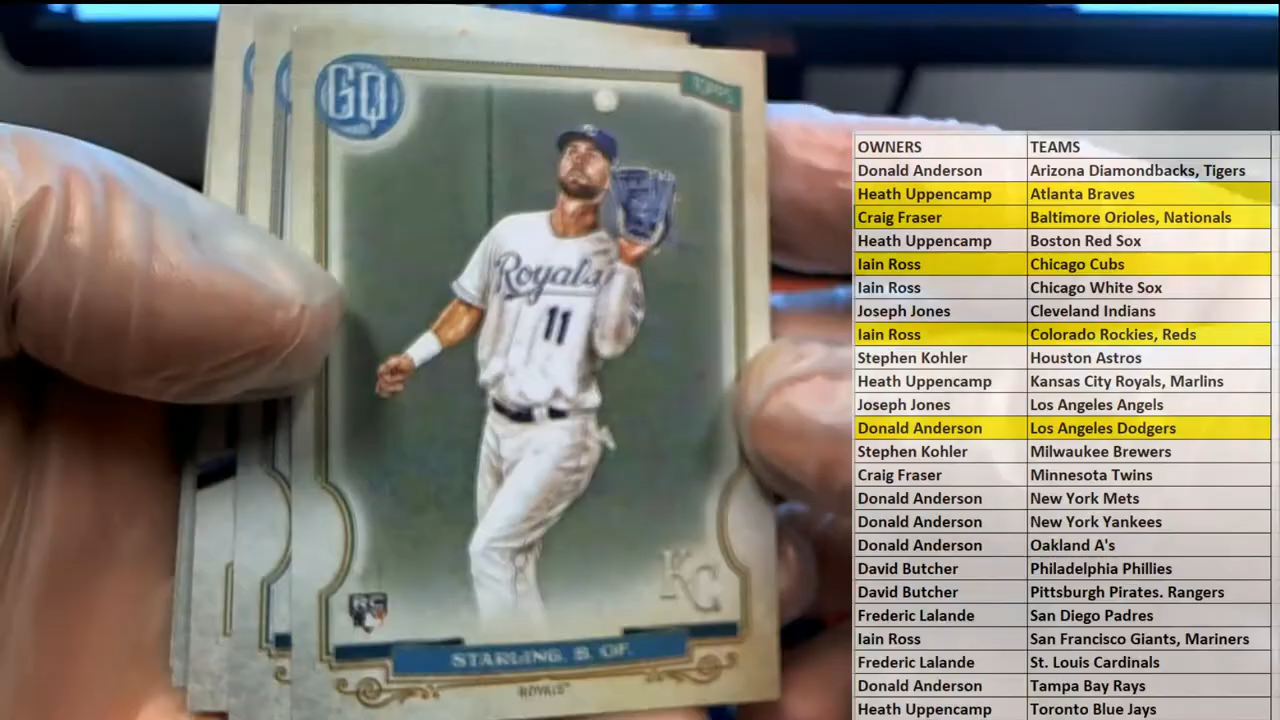 GQ
TOPPS
Royals
11
KC
RC
STARLING, B. OF.
ROYALS™
OWNERS TEAMS
Donald Anderson Arizona Diamondbacks, Tigers
Heath Uppencamp Atlanta Braves
Craig Fraser Baltimore Orioles, Nationals
Heath Uppencamp Boston Red Sox
Iain Ross Chicago Cubs
Iain Ross Chicago White Sox
Joseph Jones Cleveland Indians
Iain Ross Colorado Rockies, Reds
Stephen Kohler Houston Astros
Heath Uppencamp Kansas City Royals, Marlins
Joseph Jones Los Angeles Angels
Donald Anderson Los Angeles Dodgers
Stephen Kohler Milwaukee Brewers
Craig Fraser Minnesota Twins
Donald Anderson New York Mets
Donald Anderson New York Yankees
Donald Anderson Oakland A's
David Butcher Philadelphia Phillies
David Butcher Pittsburgh Pirates. Rangers
Frederic Lalande San Diego Padres
Iain Ross San Francisco Giants, Mariners
Frederic Lalande St. Louis Cardinals
Donald Anderson Tampa Bay Rays
Heath Uppencamp Toronto Blue Jays